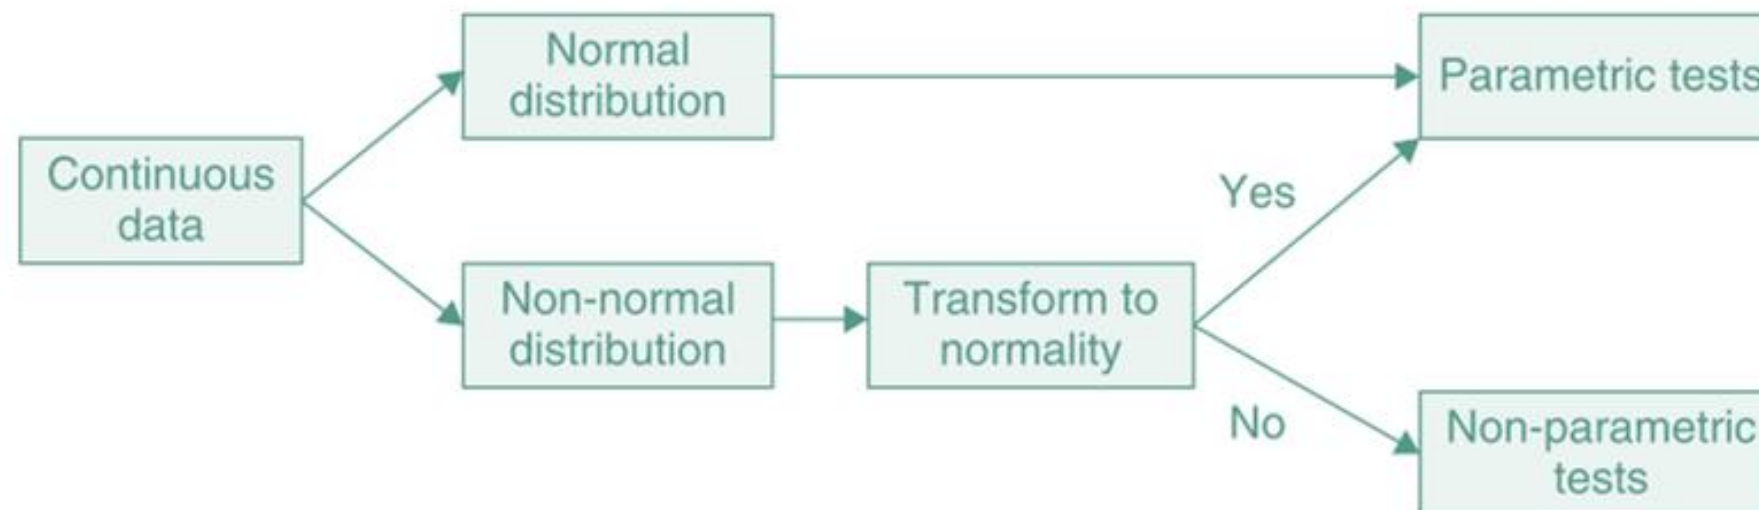 Normal
distribution
Parametric tests
Continuous
data
Yes
Non-normal
distribution
Transform to
normality
No
Non-parametric
tests